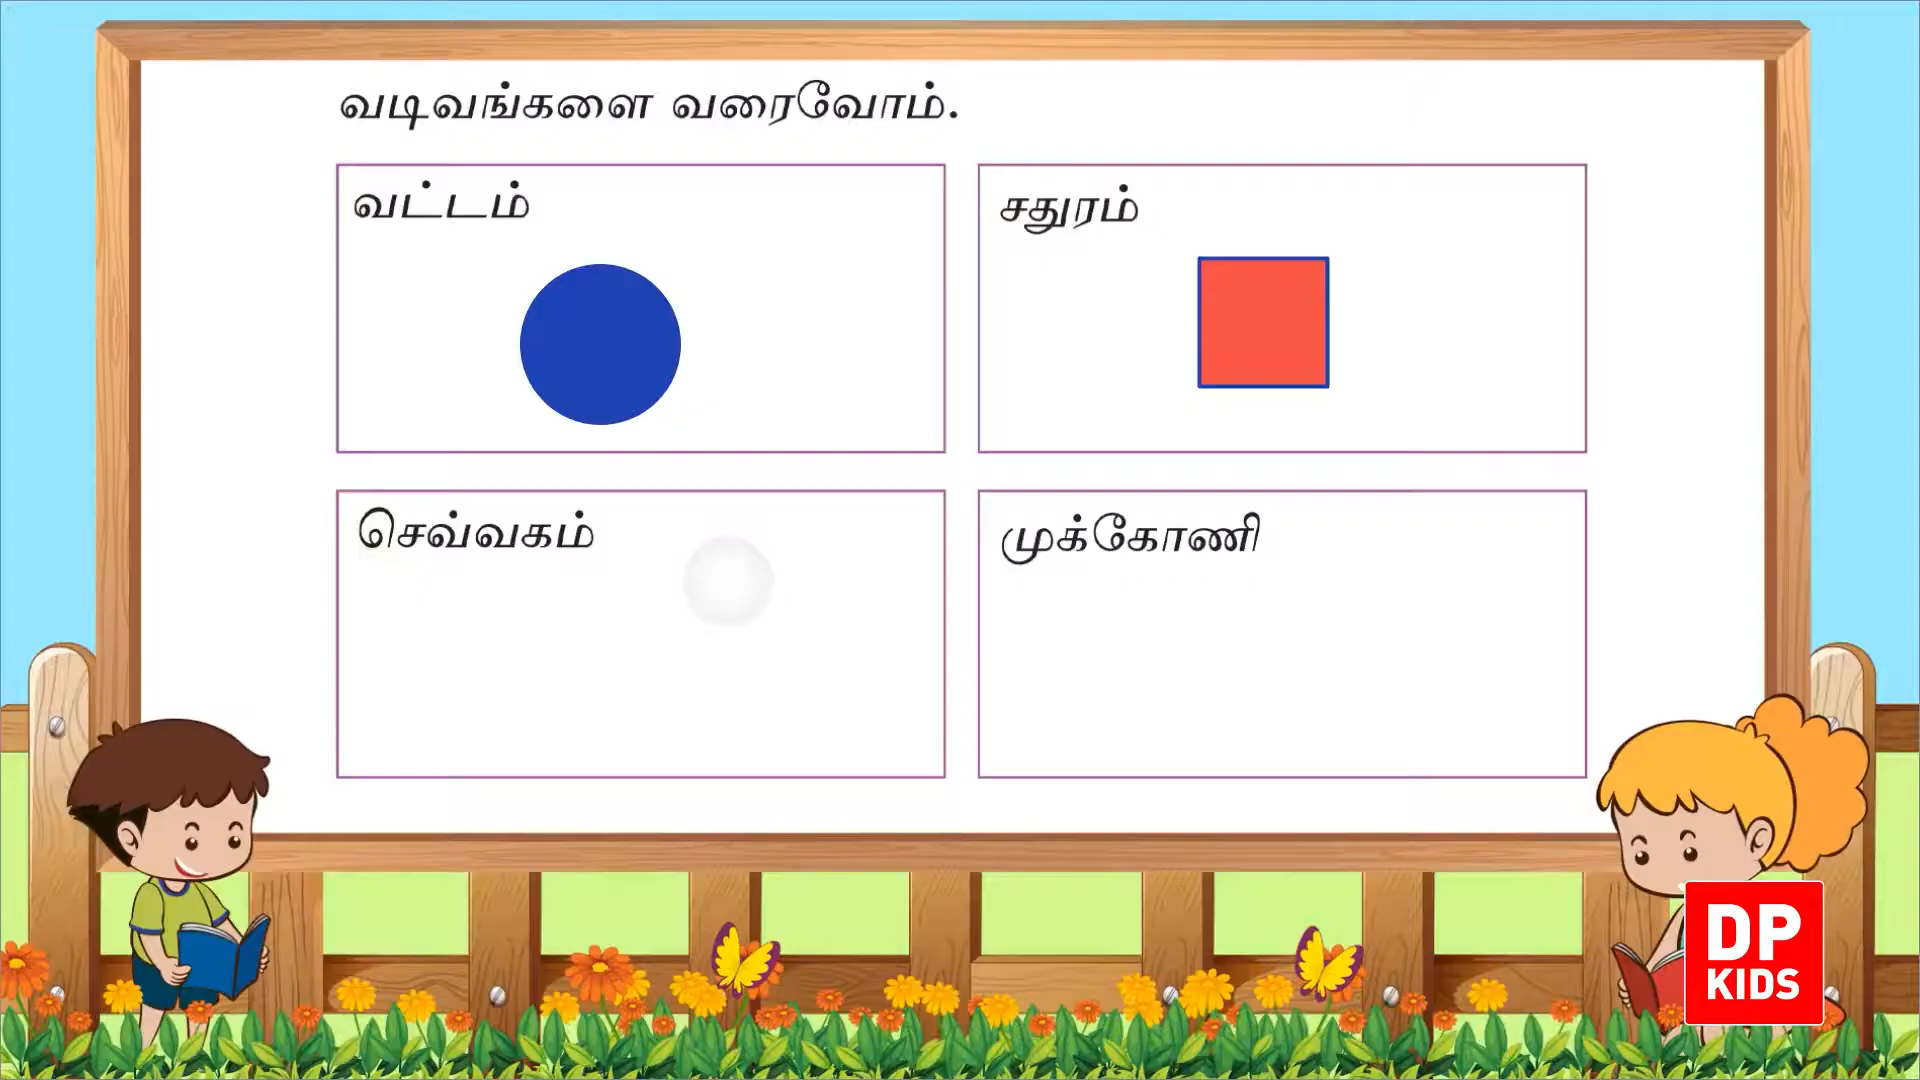 வடிவங்களை வரைவோம்.
வட்டம்
சதுரம்
செவ்வகம்
முக்கோணி
DP
KIDS